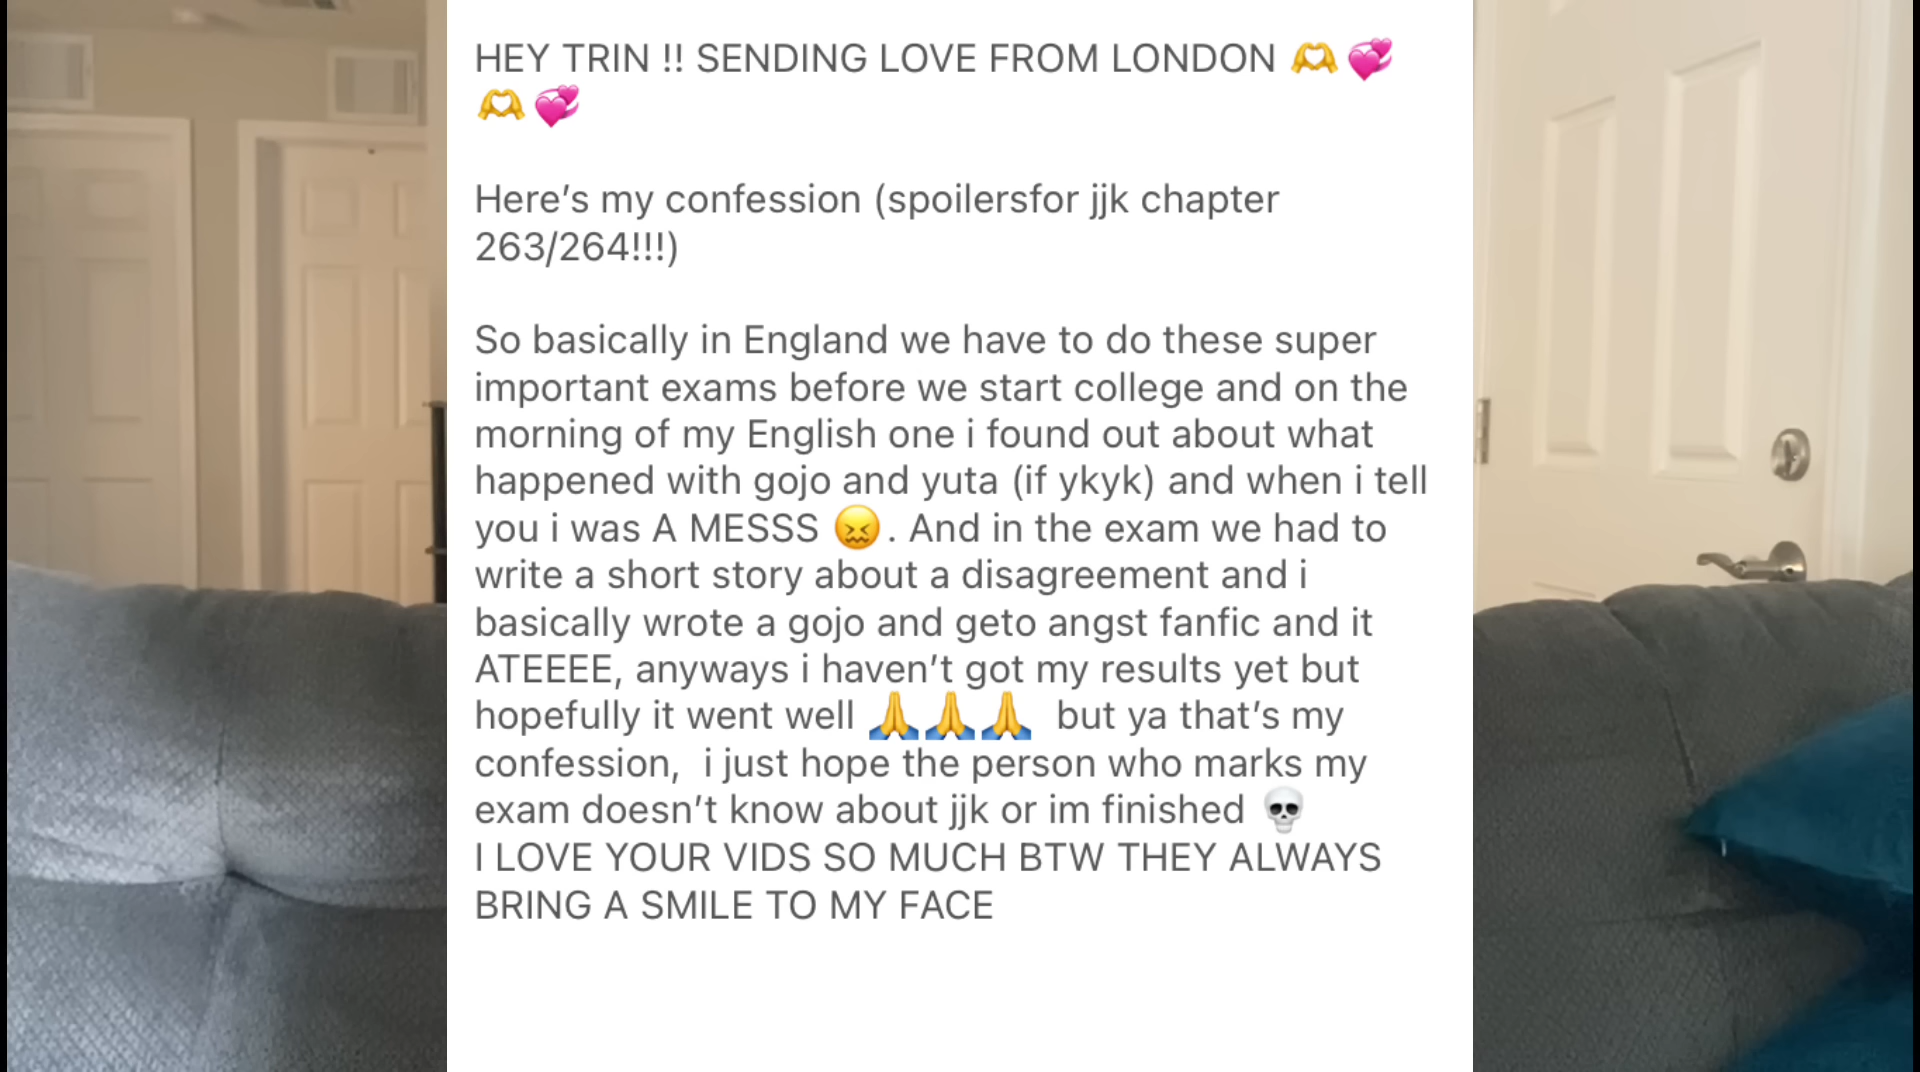 HEY TRIN !! SENDING LOVE FROM LONDON 🫶💞
🫶💞
Here's my confession (spoilersfor jjk chapter
263/264!!!)
So basically in England we have to do these super
important exams before we start college and on the
morning of my English one i found out about what
happened with gojo and yuta (if ykyk) and when i tell
you i was A MESSS 😖. And in the exam we had to
write a short story about a disagreement and i
basically wrote a gojo and geto angst fanfic and it
ATEEEE, anyways i haven't got my results yet but
hopefully it went well 🙏🙏🙏  but ya that's my
confession,  i just hope the person who marks my
exam doesn't know about jjk or im finished 💀
I LOVE YOUR VIDS SO MUCH BTW THEY ALWAYS
BRING A SMILE TO MY FACE